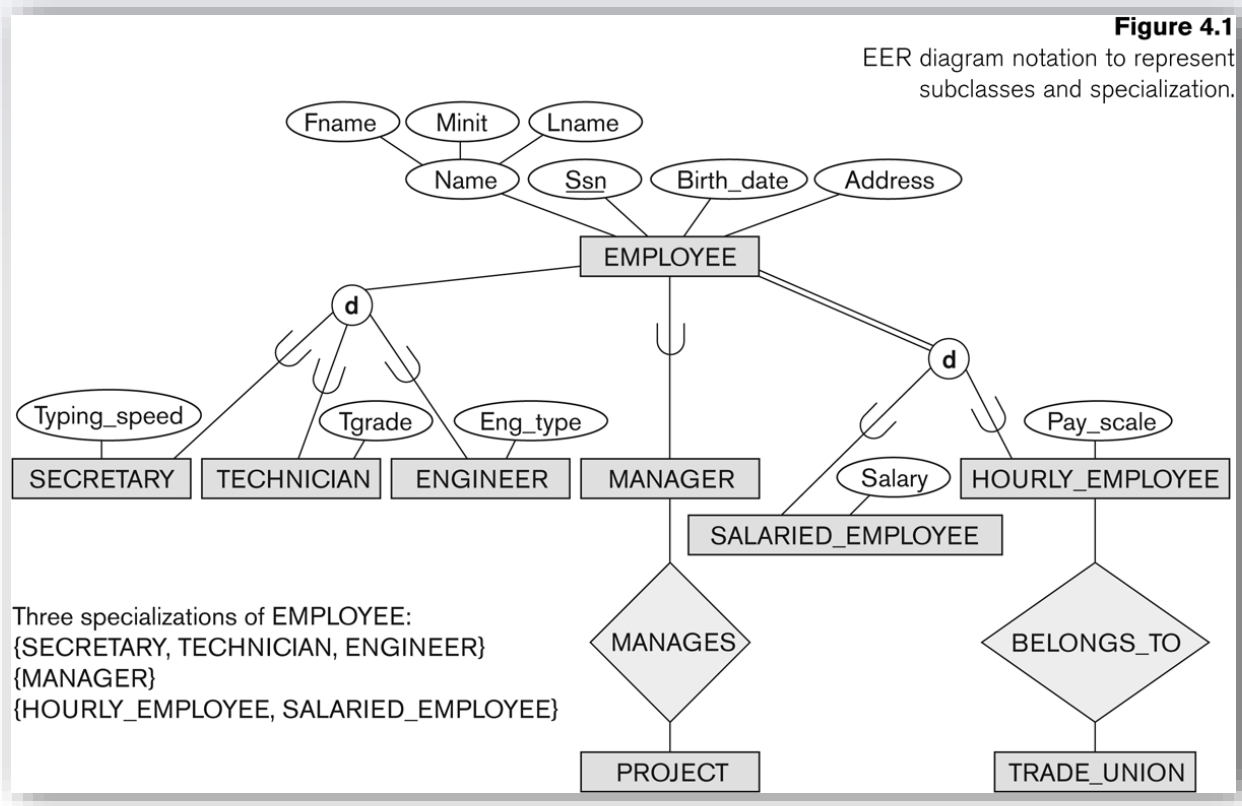 Figure 4.1
EER diagram notation to represent
subclasses and specialization.
Fname
Minit
Lname
Name
Ssn
Birth_date
Address
EMPLOYEE
d
d
Typing_speed
Tgrade
Eng_type
Pay_scale
SECRETARY
TECHNICIAN
ENGINEER
MANAGER
Salary
HOURLY_EMPLOYEE
SALARIED_EMPLOYEE
Three specializations of EMPLOYEE:
{SECRETARY, TECHNICIAN, ENGINEER}
{MANAGER}
{HOURLY_EMPLOYEE, SALARIED_EMPLOYEE}
MANAGES
BELONGS_TO
PROJECT
TRADE_UNION